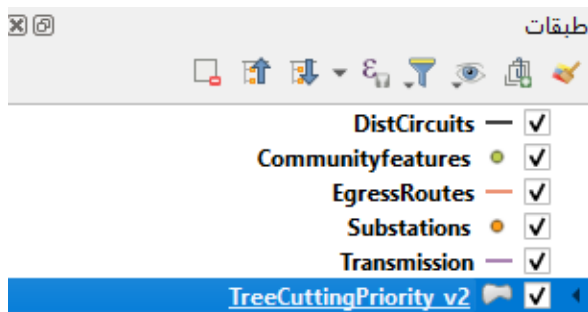 طبقات
DistCircuits
Communityfeatures
EgressRoutes
Substations
Transmission
TreeCuttingPriority_v2